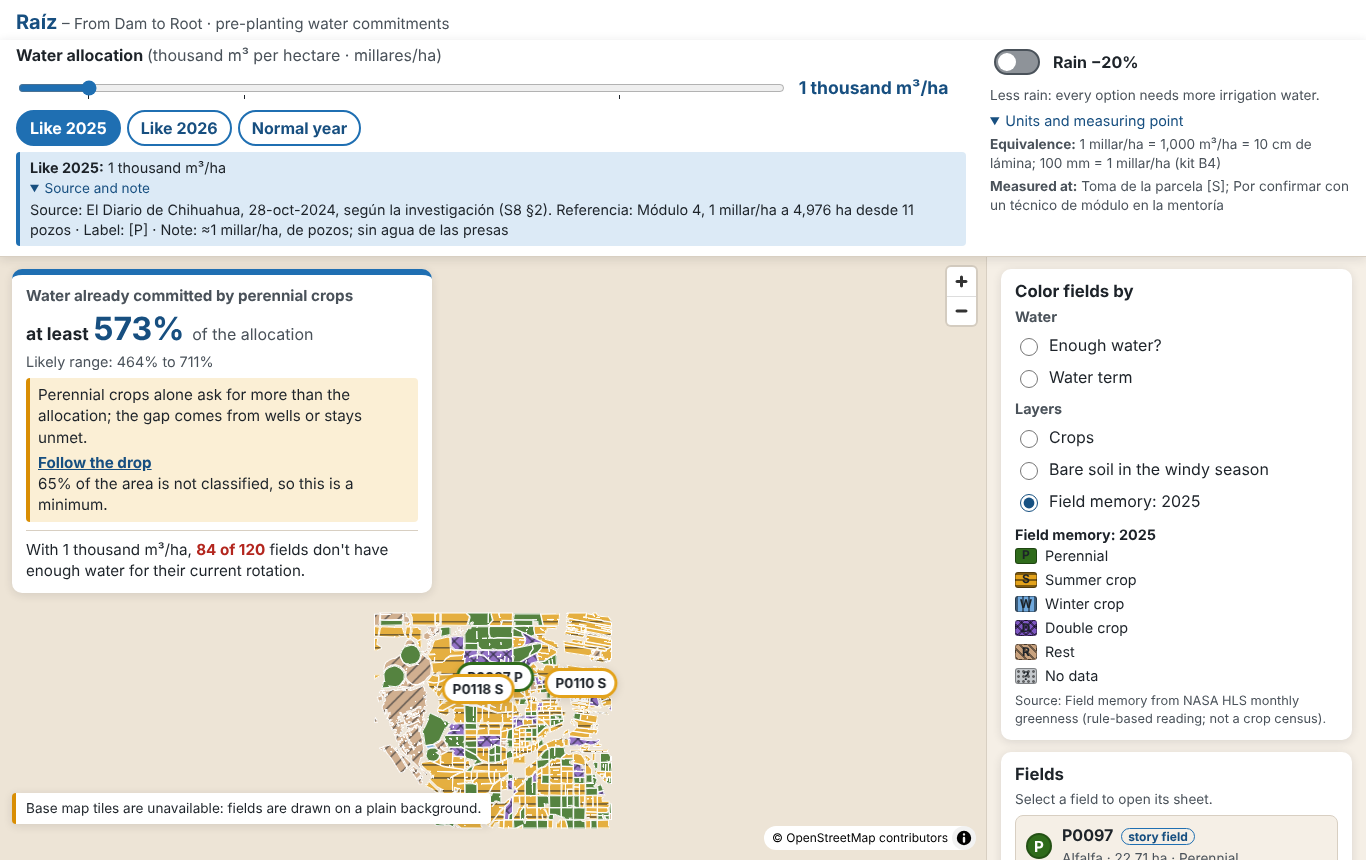 Raíz – From Dam to Root · pre-planting water commitments
Water allocation (thousand m³ per hectare · millares/ha)
1 thousand m³/ha
Like 2025
Like 2026
Normal year
Like 2025: 1 thousand m³/ha
▼ Source and note
Source: El Diario de Chihuahua, 28-oct-2024, según la investigación (S8 §2). Referencia: Módulo 4, 1 millar/ha a 4,976 ha desde 11
pozos · Label: [P] · Note: ≈1 millar/ha, de pozos; sin agua de las presas
Rain −20%
Less rain: every option needs more irrigation water.
▼ Units and measuring point
Equivalence: 1 millar/ha = 1,000 m³/ha = 10 cm de
lámina; 100 mm = 1 millar/ha (kit B4)
Measured at: Toma de la parcela [S]; Por confirmar con
un técnico de módulo en la mentoría
Water already committed by perennial crops
at least 573% of the allocation
Likely range: 464% to 711%
Perennial crops alone ask for more than the
allocation; the gap comes from wells or stays
unmet.
Follow the drop
65% of the area is not classified, so this is a
minimum.
With 1 thousand m³/ha, 84 of 120 fields don't have
enough water for their current rotation.
+
−
P
P0118 S
P0110 S
Base map tiles are unavailable: fields are drawn on a plain background.
© OpenStreetMap contributors
Color fields by
Water
Enough water?
Water term
Layers
Crops
Bare soil in the windy season
Field memory: 2025
Field memory: 2025
P Perennial
S Summer crop
W Winter crop
Double crop
R Rest
? No data
Source: Field memory from NASA HLS monthly
greenness (rule-based reading; not a crop census).
Fields
Select a field to open its sheet.
P P0097 story field
Alfalfa · 22.71 ha · Perennial